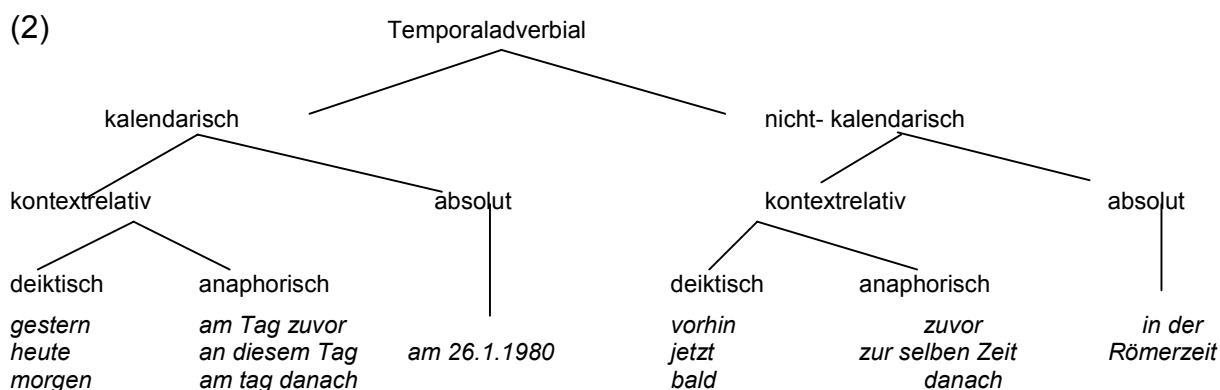 (2)
Temporaladverbial
kalendarisch nicht- kalendarisch
kontextrelativ absolut kontextrelativ absolut
deiktisch anaphorisch deiktisch anaphorisch
gestern am Tag zuvor vorhin zuvor in der
heute an diesem Tag am 26.1.1980 jetzt zur selben Zeit Römerzeit
morgen am tag danach bald danach